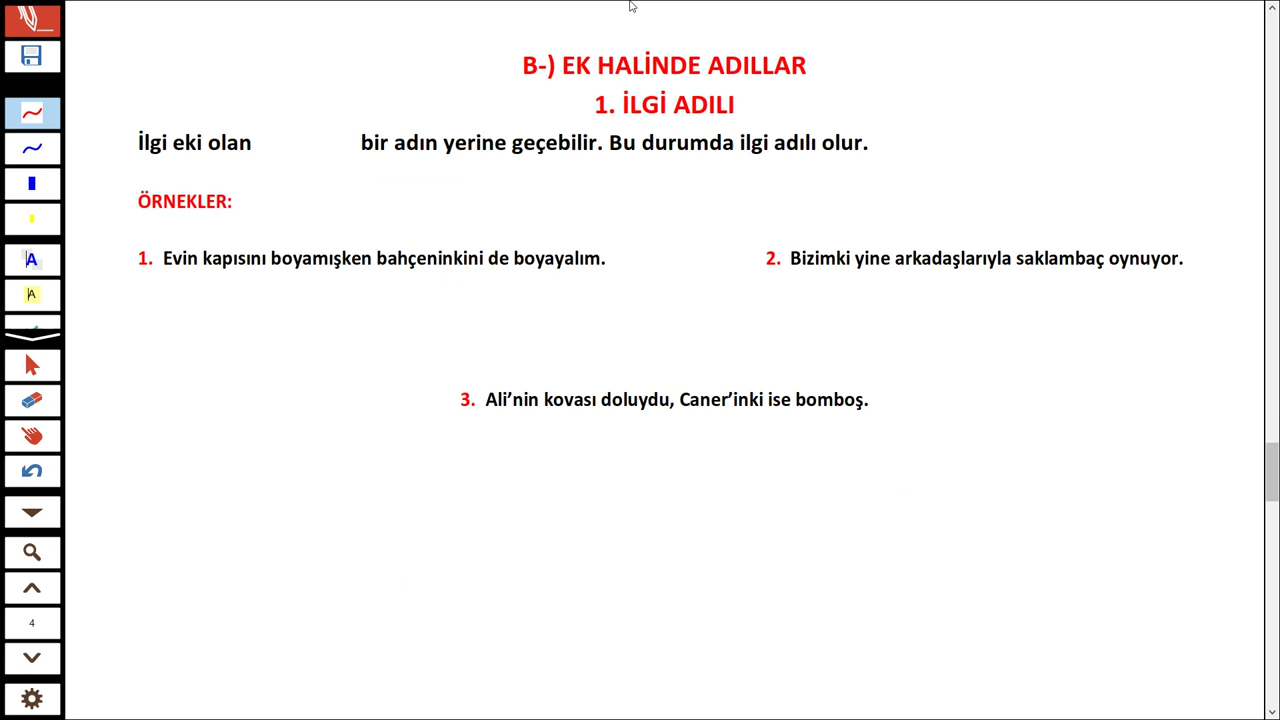 B-) EK HALİNDE ADILLAR
1. İLGİ ADILI
İlgi eki olan bir adın yerine geçebilir. Bu durumda ilgi adılı olur.
ÖRNEKLER:
1. Evin kapısını boyamışken bahçeninkini de boyayalım.
2. Bizimki yine arkadaşlarıyla saklambaç oynuyor.
3. Ali’nin kovası doluydu, Caner’inki ise bomboş.
A
A
4